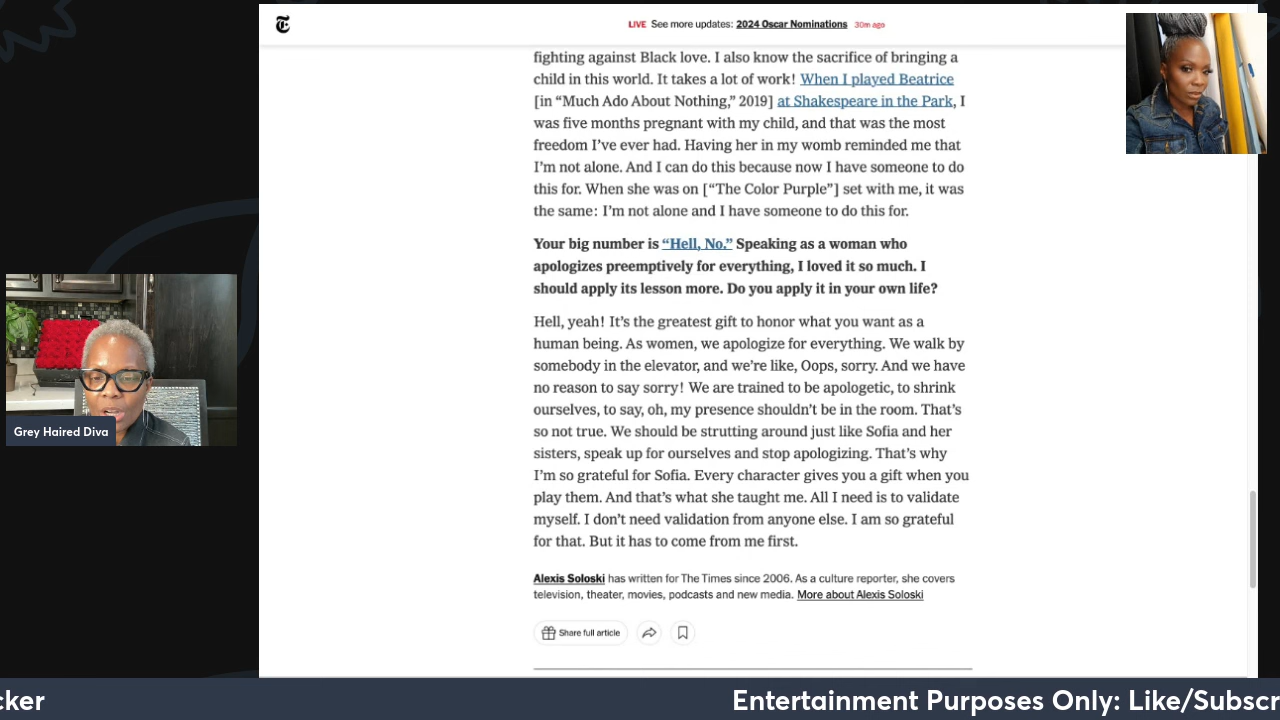 LIVE See more updates: 2024 Oscar Nominations 30m ago
fighting against Black love. I also know the sacrifice of bringing a
child in this world. It takes a lot of work! When I played Beatrice
[in “Much Ado About Nothing,” 2019] at Shakespeare in the Park, I
was five months pregnant with my child, and that was the most
freedom I’ve ever had. Having her in my womb reminded me that
I’m not alone. And I can do this because now I have someone to do
this for. When she was on [“The Color Purple”] set with me, it was
the same: I’m not alone and I have someone to do this for.
Your big number is “Hell, No.” Speaking as a woman who
apologizes preemptively for everything, I loved it so much. I
should apply its lesson more. Do you apply it in your own life?
Hell, yeah! It’s the greatest gift to honor what you want as a
human being. As women, we apologize for everything. We walk by
somebody in the elevator, and we’re like, Oops, sorry. And we have
no reason to say sorry! We are trained to be apologetic, to shrink
ourselves, to say, oh, my presence shouldn’t be in the room. That’s
so not true. We should be strutting around just like Sofia and her
sisters, speak up for ourselves and stop apologizing. That’s why
I’m so grateful for Sofia. Every character gives you a gift when you
play them. And that’s what she taught me. All I need is to validate
myself. I don’t need validation from anyone else. I am so grateful
for that. But it has to come from me first.
Alexis Soloski has written for The Times since 2006. As a culture reporter, she covers
television, theater, movies, podcasts and new media. More about Alexis Soloski
Share full article
Grey Haired Diva
cker
Entertainment Purposes Only: Like/Subscr